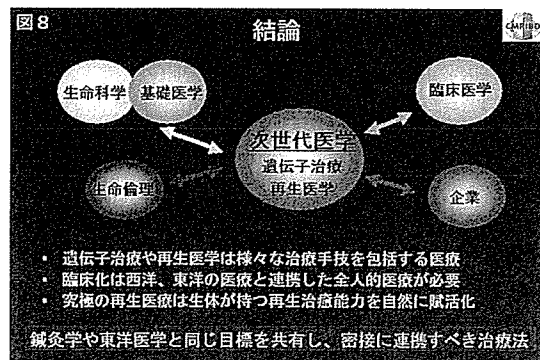 図8
結論
CMRIBD
生命科学 基礎医学
臨床医学
次世代医学
遺伝子治療
再生医学
生命倫理
企業
• 遺伝子治療や再生医学は様々な治療手技を包括する医療
• 臨床化は西洋、東洋の医療と連携した全人的医療が必要
• 究極の再生医療は生体が持つ再生治癒能力を自然に賦活化
鍼灸学や東洋医学と同じ目標を共有し、密接に連携すべき治療法